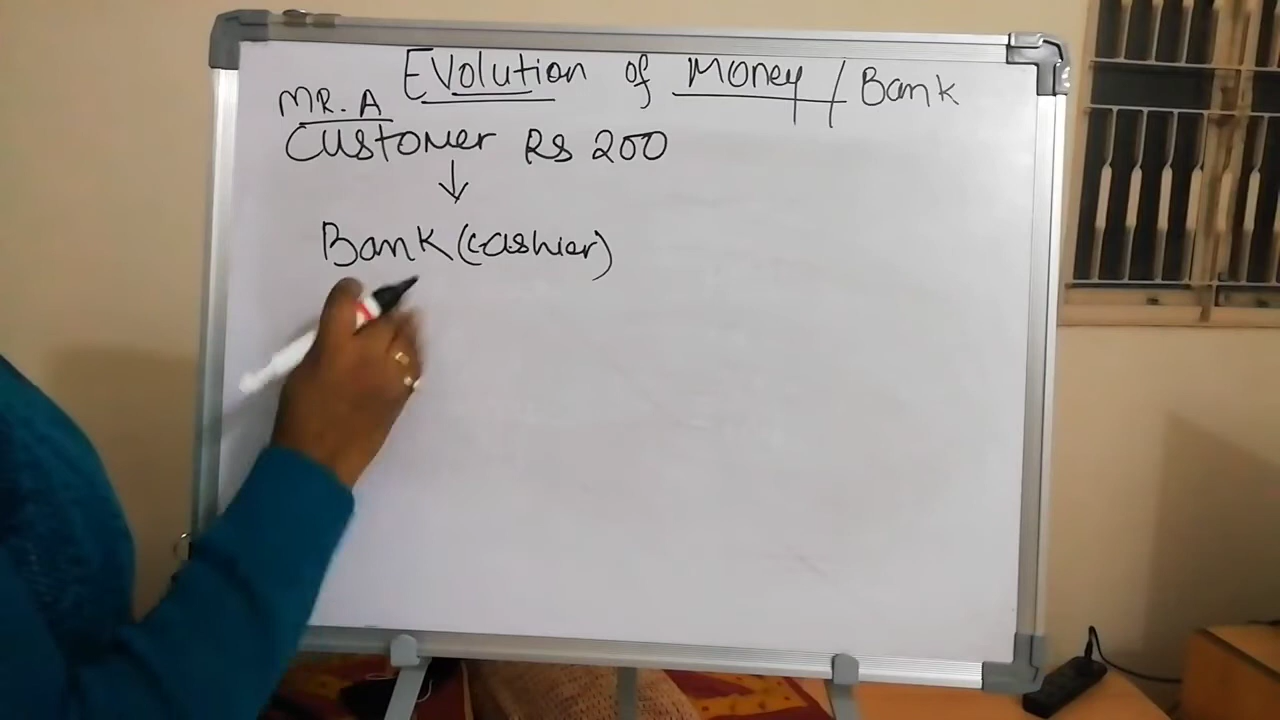 Evolution of Money / Bank
MR. A
Customer Rs 200
Bank (cashier)